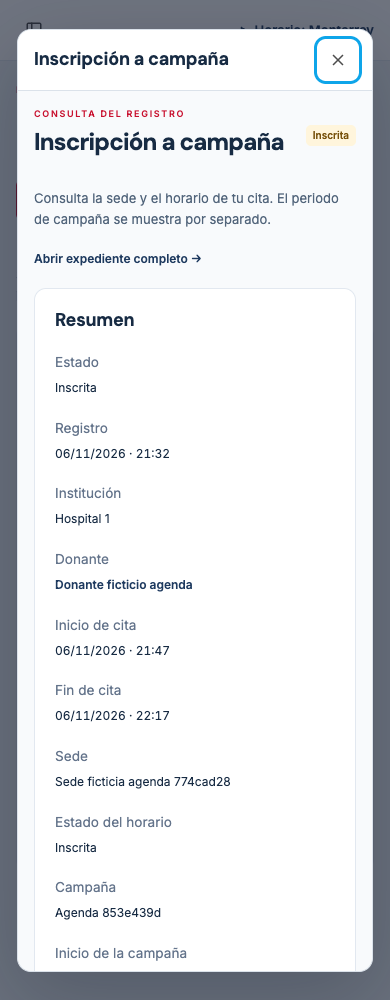 Inscripción a campaña
CONSULTA DEL REGISTRO
Inscripción a campaña
Inscrita
Consulta la sede y el horario de tu cita. El periodo
de campaña se muestra por separado.
Abrir expediente completo →
Resumen
Estado
Inscrita
Registro
06/11/2026 · 21:32
Institución
Hospital 1
Donante
Donante ficticio agenda
Inicio de cita
06/11/2026 · 21:47
Fin de cita
06/11/2026 · 22:17
Sede
Sede ficticia agenda 774cad28
Estado del horario
Inscrita
Campaña
Agenda 853e439d
Inicio de la campaña